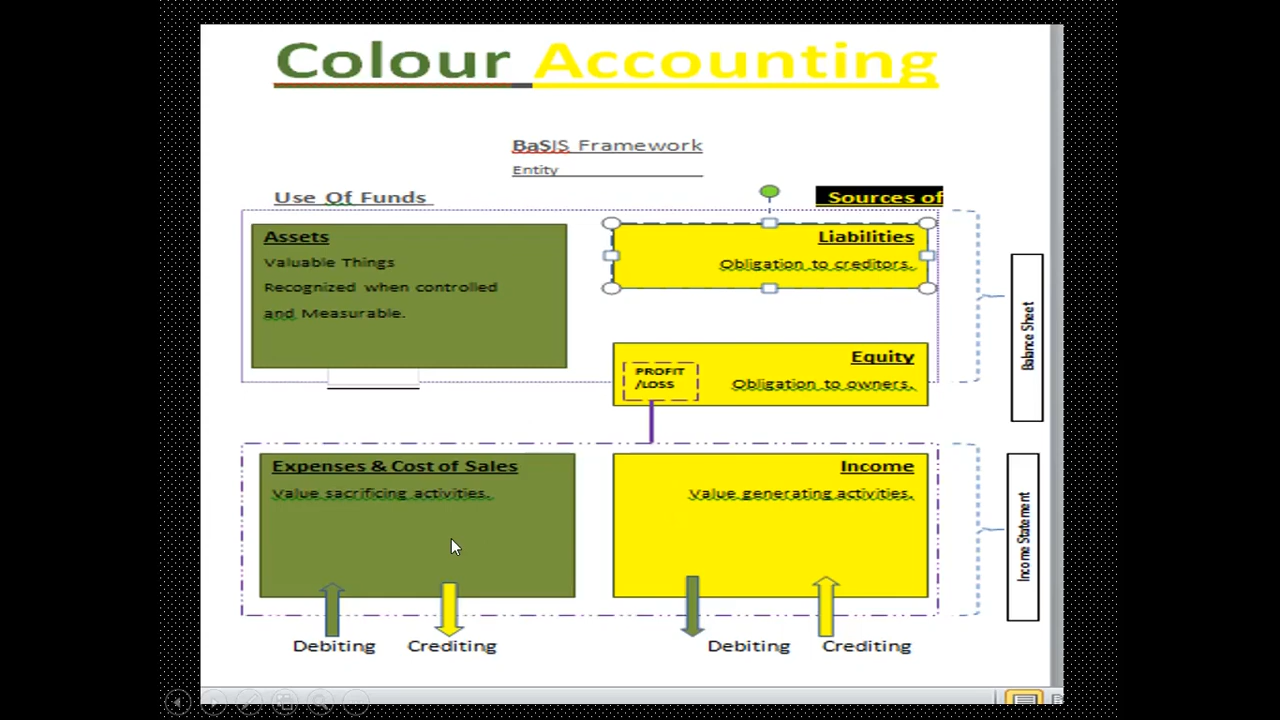 Colour Accounting
BaSIS Framework
Entity
Use Of Funds
Sources of
Assets
Valuable Things
Recognized when controlled
and Measurable.
Liabilities
Obligation to creditors.
Equity
PROFIT
/LOSS
Obligation to owners.
Balance Sheet
Expenses & Cost of Sales
Value sacrificing activities.
Income
Value generating activities.
Income Statement
Debiting Crediting
Debiting Crediting